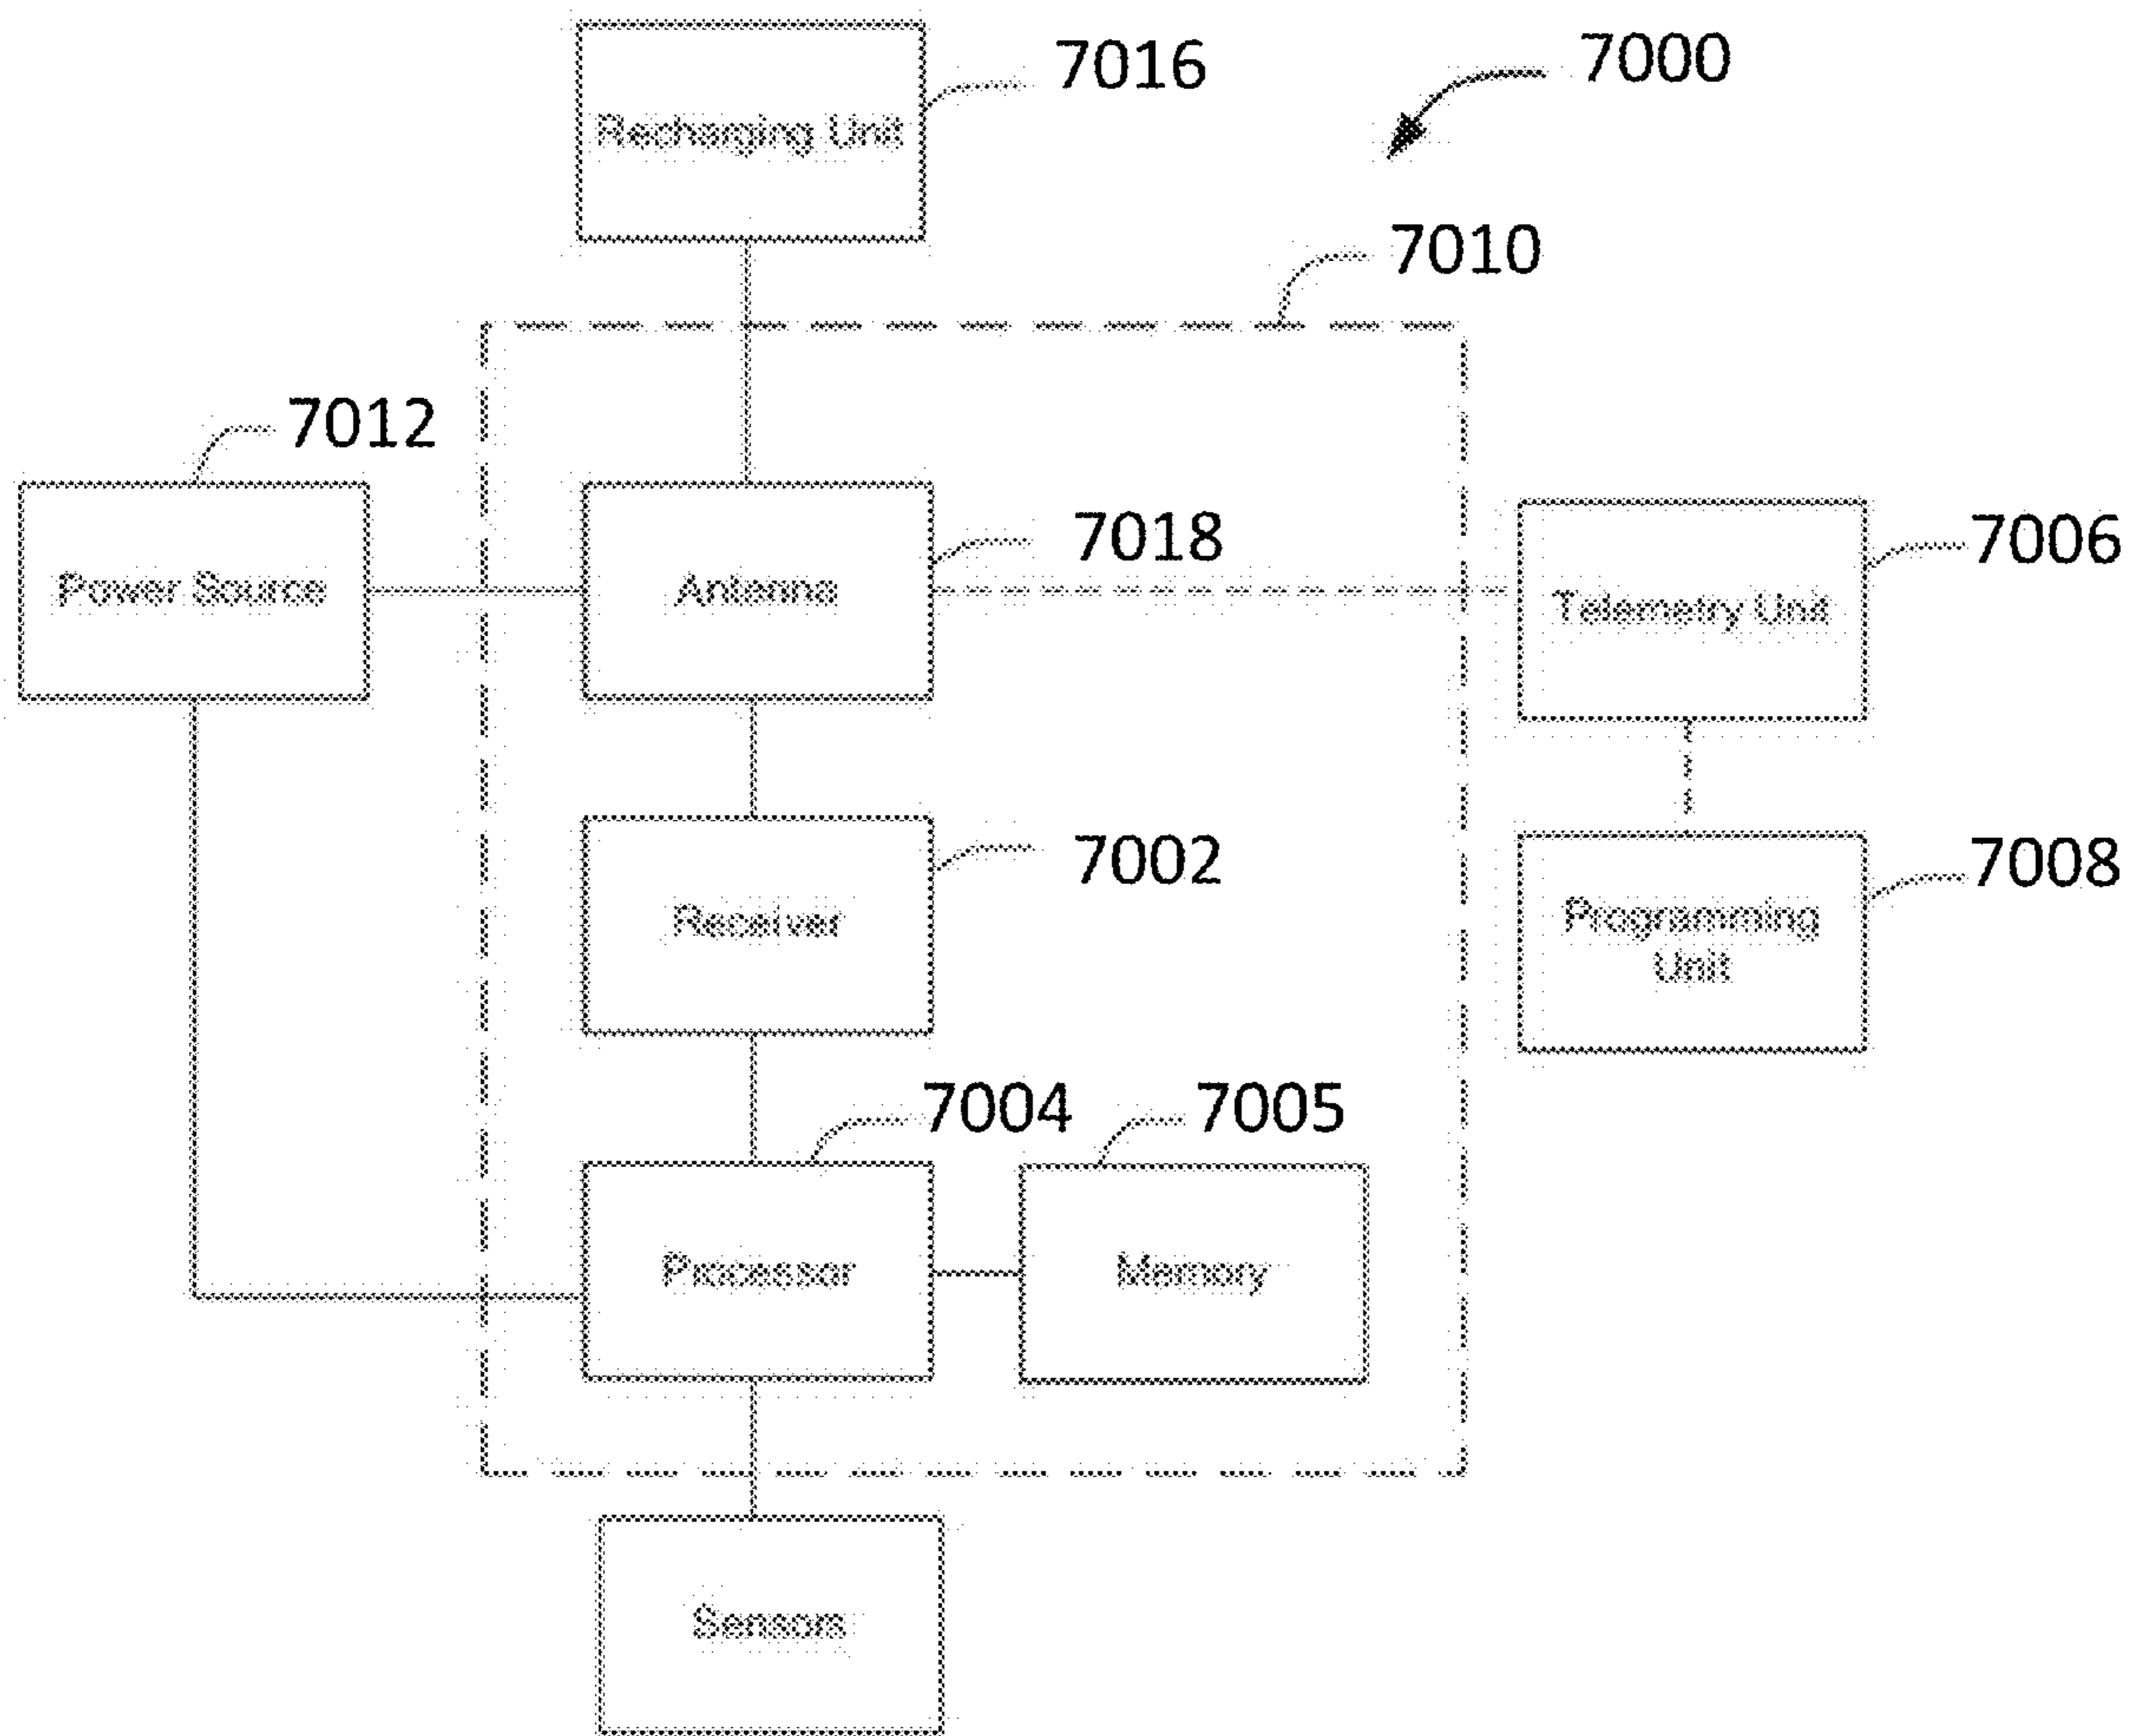 7016
7000
Recharging Unit
7010
7012
7018
7006
Power Source
Antenna
Telemetry Unit
7002
7008
Receiver
Programming
Unit
7004
7005
Processor
Memory
Sensors